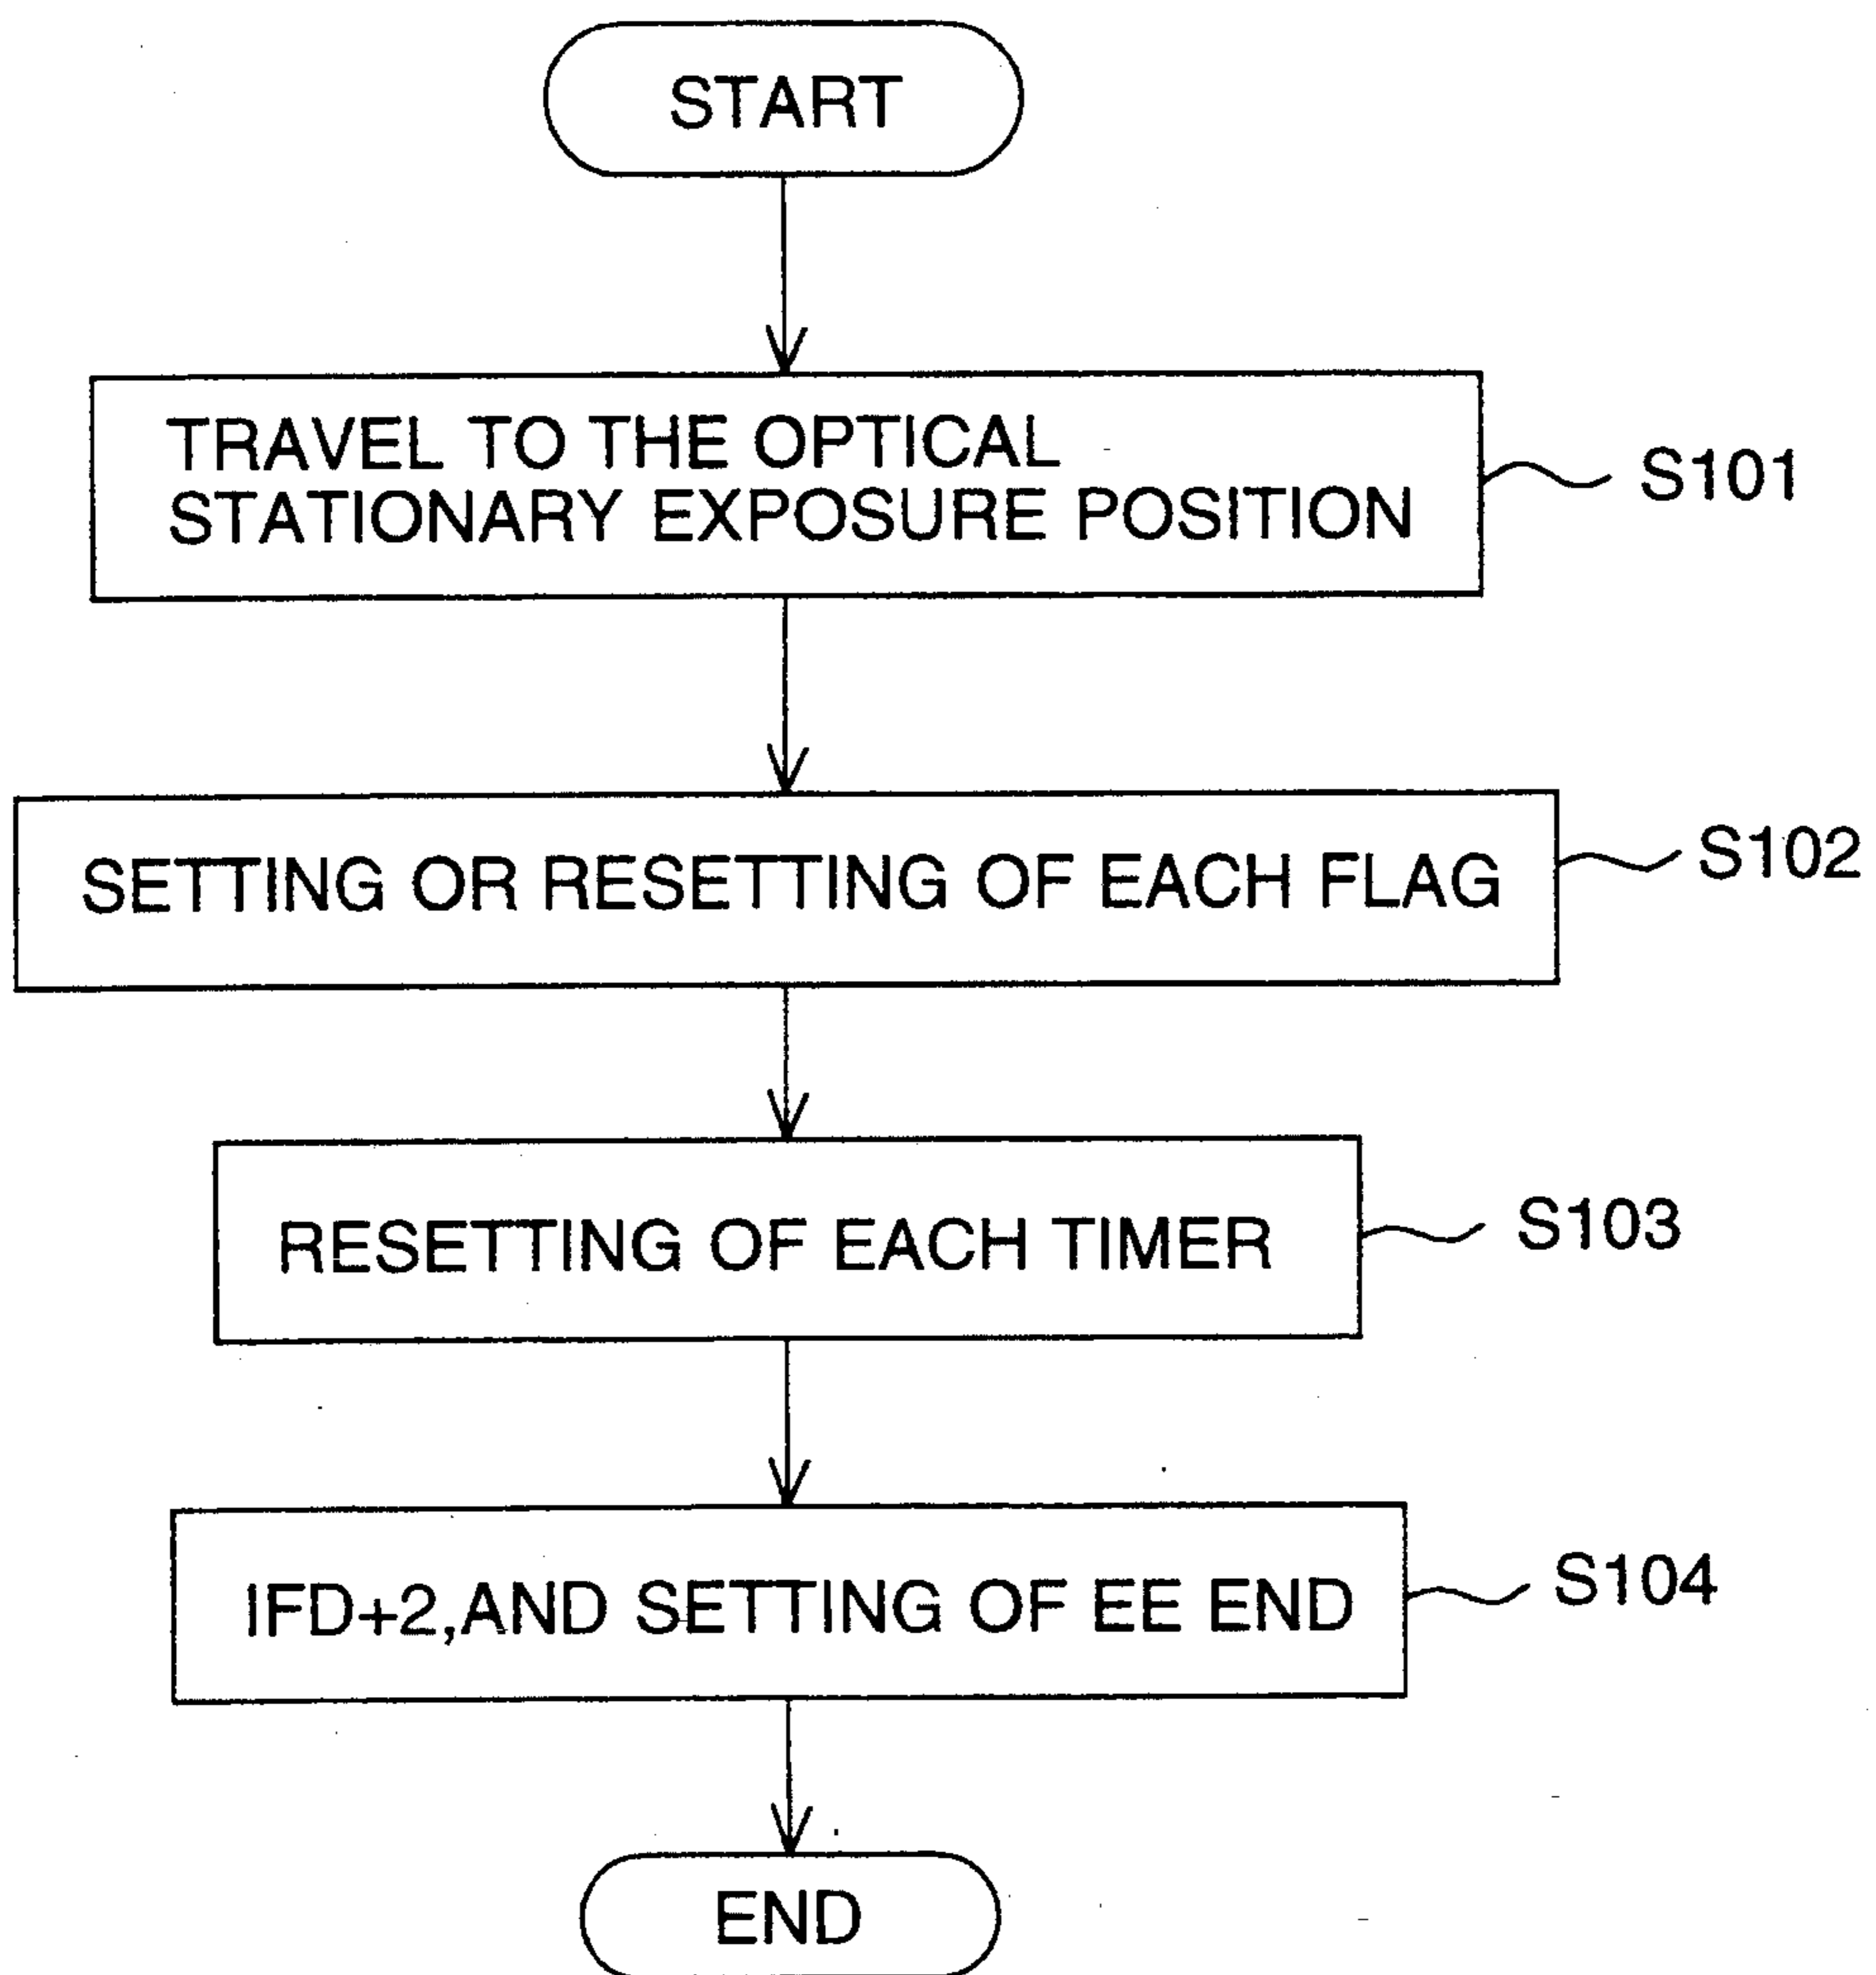 START
TRAVEL TO THE OPTICAL
STATIONARY EXPOSURE POSITION
S101
SETTING OR RESETTING OF EACH FLAG
S102
RESETTING OF EACH TIMER
S103
IFD+2,AND SETTING OF EE END
S104
END